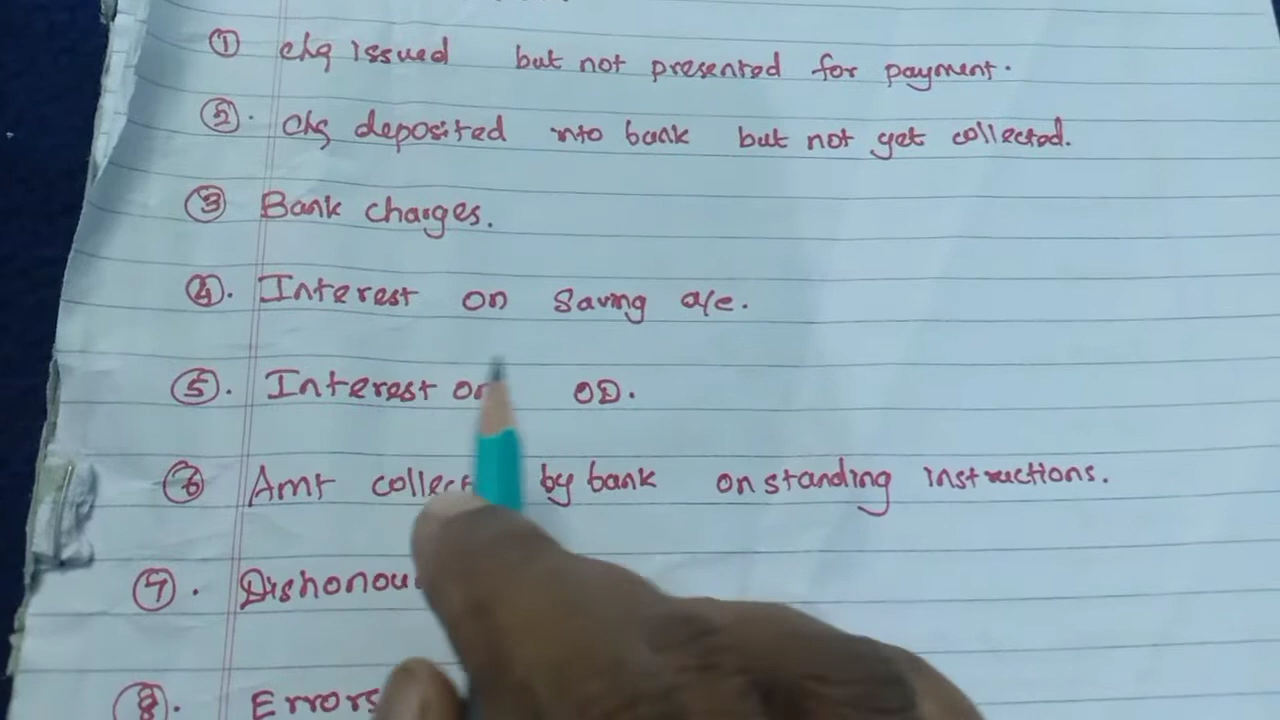 ① chq issued but not presented for payment.
②. chq deposited into bank but not yet collected.
③ Bank charges.
④. Interest on Saving a/c.
⑤. Interest on OD.
⑥ Amt collect by bank on standing instructions.
⑦. Dishonou
⑧. Errors